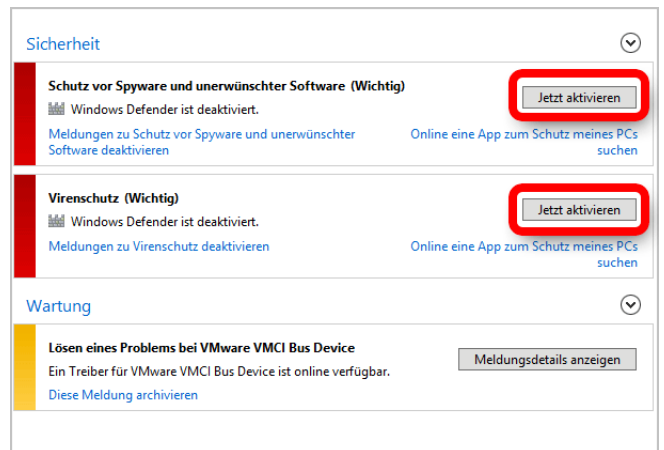 Sicherheit
Schutz vor Spyware und unerwünschter Software (Wichtig)
Jetzt aktivieren
Windows Defender ist deaktiviert.
Meldungen zu Schutz vor Spyware und unerwünschter
Software deaktivieren
Online eine App zum Schutz meines PCs
suchen
Virenschutz (Wichtig)
Jetzt aktivieren
Windows Defender ist deaktiviert.
Meldungen zu Virenschutz deaktivieren
Online eine App zum Schutz meines PCs
suchen
Wartung
Lösen eines Problems bei VMware VMCI Bus Device
Ein Treiber für VMware VMCI Bus Device ist online verfügbar.
Meldungsdetails anzeigen
Diese Meldung archivieren